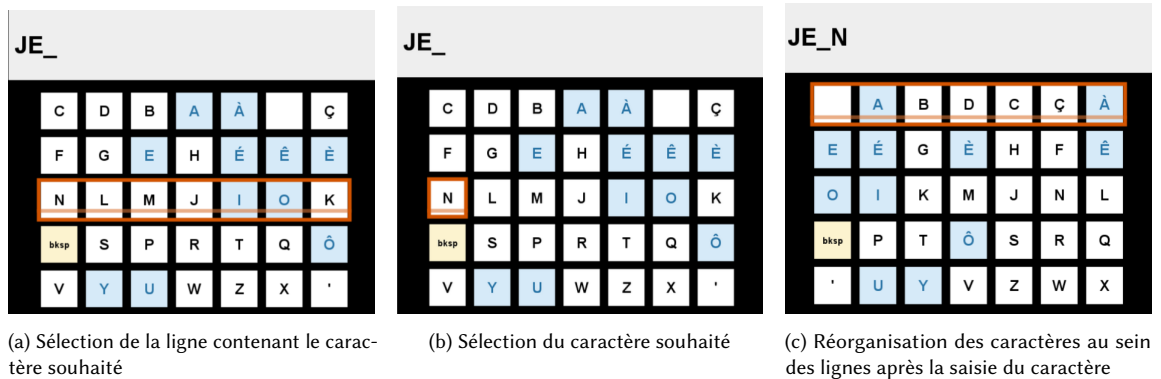 JE_
C D B A À Ç
F G E H É Ê È
N L M J I O K
bksp S P R T Q Ô
V Y U W Z X '
(a) Sélection de la ligne contenant le carac-
tère souhaité
JE_
C D B A À Ç
F G E H É Ê È
N L M J I O K
bksp S P R T Q Ô
V Y U W Z X '
(b) Sélection du caractère souhaité
JE_N
A B D C Ç À
E É G È H F Ê
O I K M J N L
bksp P T Ô S R Q
' U Y V Z W X
(c) Réorganisation des caractères au sein
des lignes après la saisie du caractère